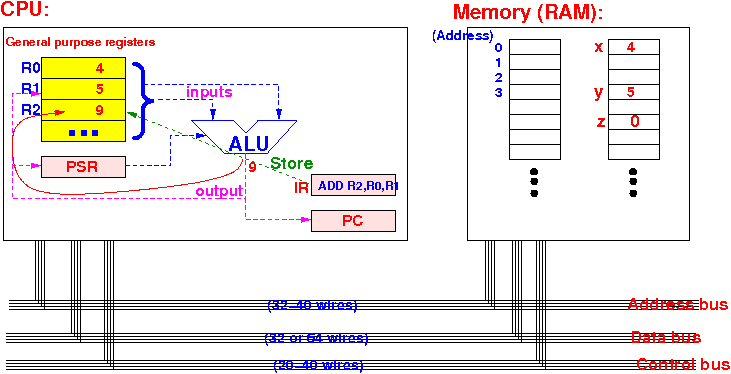 CPU:
Memory (RAM):
General purpose registers
(Address)
R0 4
R1 5
R2 9
...
inputs
ALU
PSR
Store
9
output
IR ADD R2,R0,R1
PC
0
1
2
3
x 4
y 5
z 0
(32-40 wires)
Address bus
(32 or 64 wires)
Data bus
(20-40 wires)
Control bus